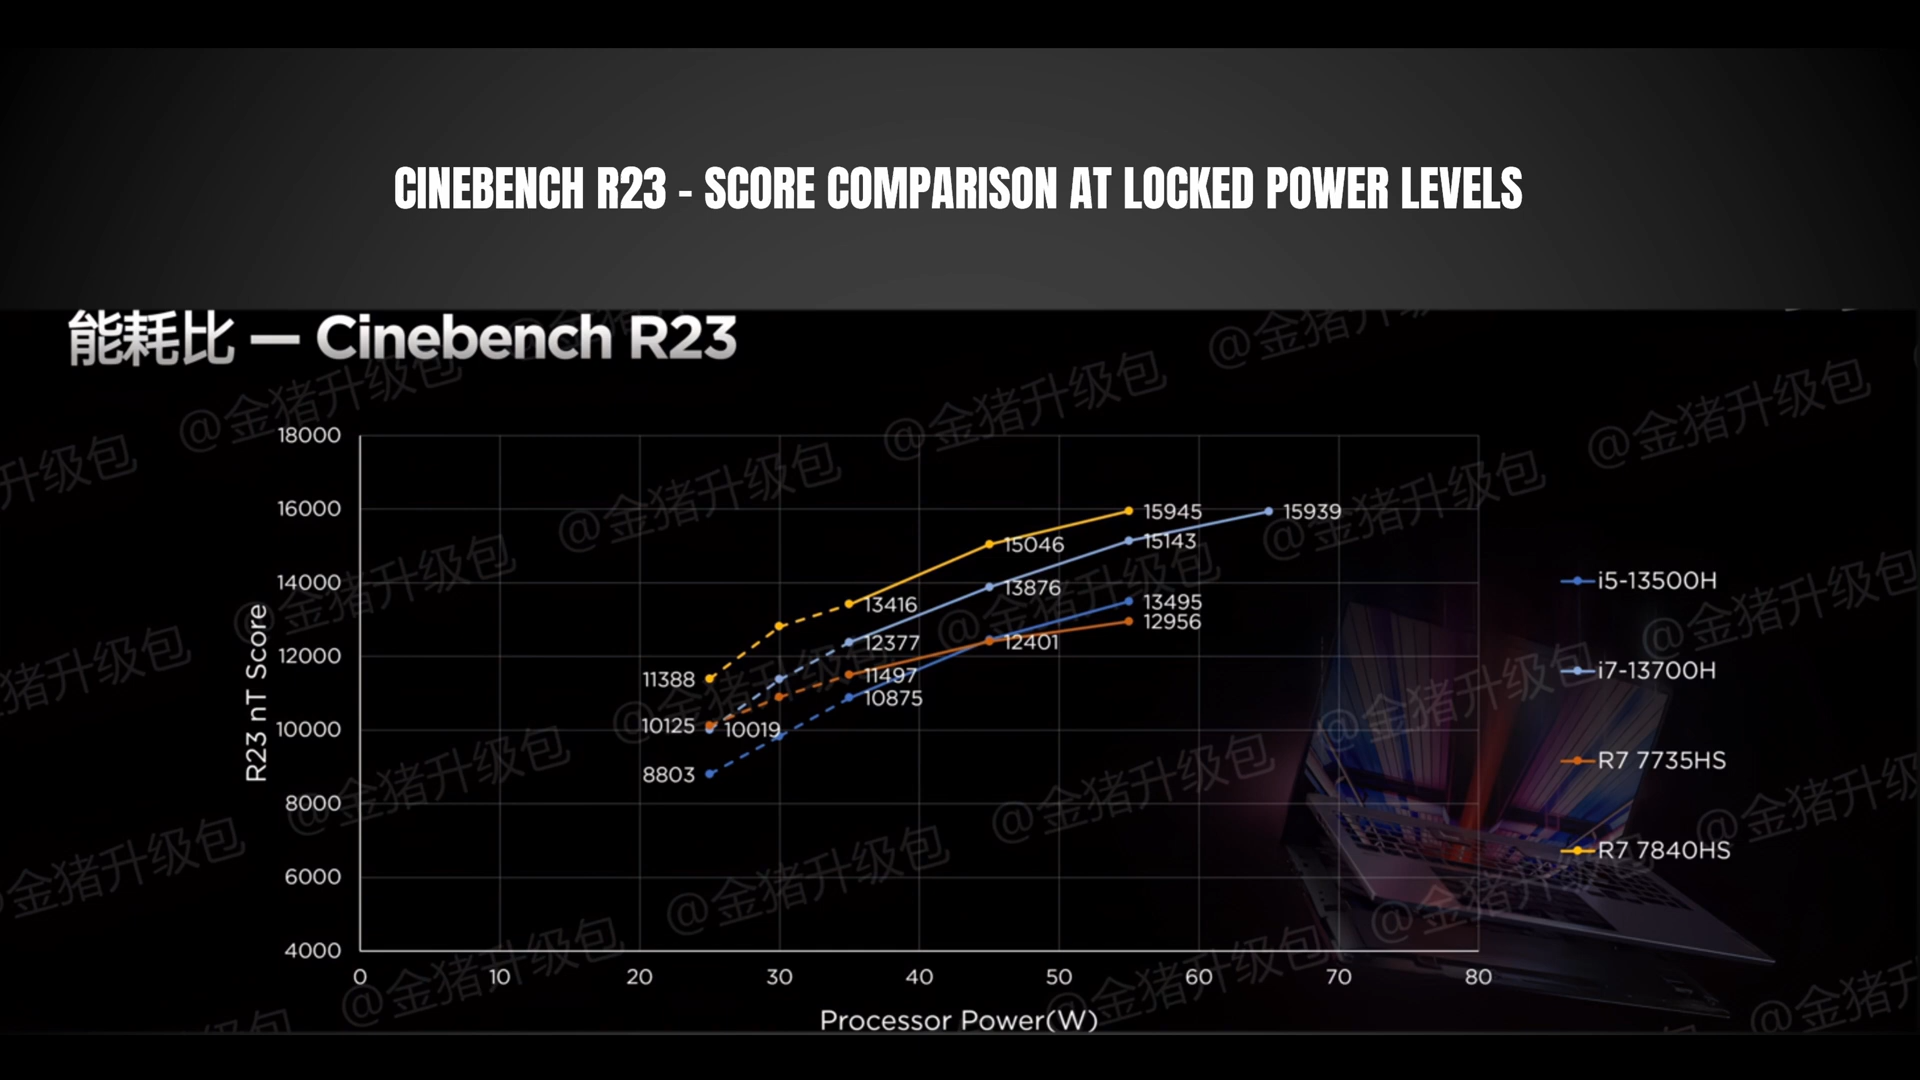 CINEBENCH R23 - SCORE COMPARISON AT LOCKED POWER LEVELS
能耗比 — Cinebench R23
18000
16000
14000
12000
10000
8000
6000
4000
R23 nT Score
0 10 20 30 40 50 60 70 80
Processor Power(W)
15945
15939
15046
15143
13416
13876
13495
12956
12377
12401
11388
11497
10875
10125
10019
8803
i5-13500H
i7-13700H
R7 7735HS
R7 7840HS
@金猪升级包